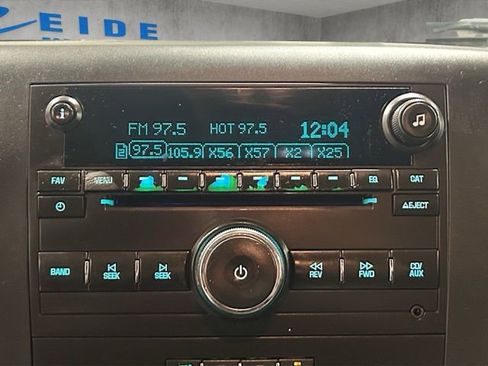 EIDE
FM 97.5 HOT 97.5 12:04
97.5 105.9 X56 X57 X2 X25
FAV MENU EQ CAT
EJECT
BAND SEEK SEEK REV FWD CD/AUX